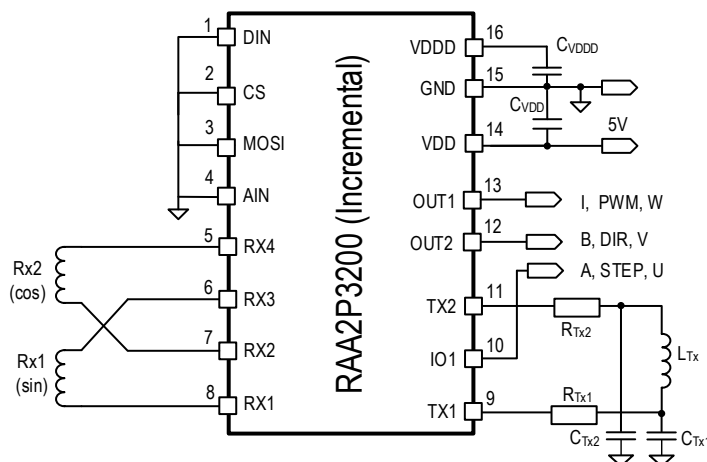 1
DIN
2
CS
3
MOSI
4
AIN
5
RX4
6
RX3
7
RX2
8
RX1
Rx2
(cos)
Rx1
(sin)
RAA2P3200 (Incremental)
VDDD
16
CVDDD
GND
15
CVDD
VDD
14
5V
OUT1
13
I, PWM, W
OUT2
12
B, DIR, V
A, STEP, U
TX2
11
RTx2
IO1
10
LTx
TX1
9
RTx1
CTx2
CTx1